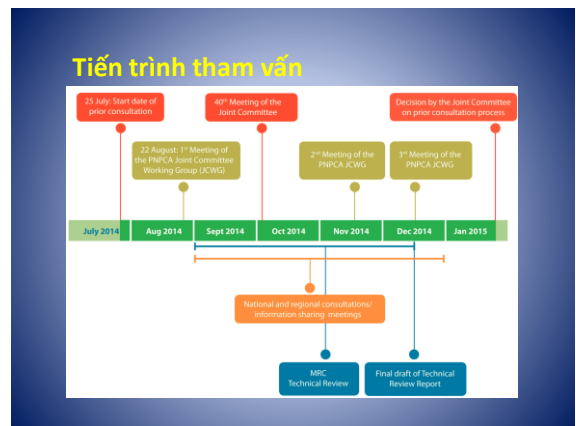 Tiến trình tham vấn
25 July: Start date of
prior consultation
40th Meeting of the
Joint Committee
Decision by the Joint Committee
on prior consultation process
22 August: 1st Meeting of
the PNPCA Joint Committee
Working Group (JCWG)
2nd Meeting of the
PNPCA JCWG
3rd Meeting of the
PNPCA JCWG
July 2014
Aug 2014
Sept 2014
Oct 2014
Nov 2014
Dec 2014
Jan 2015
National and regional consultations/
information sharing meetings
MRC
Technical Review
Final draft of Technical
Review Report